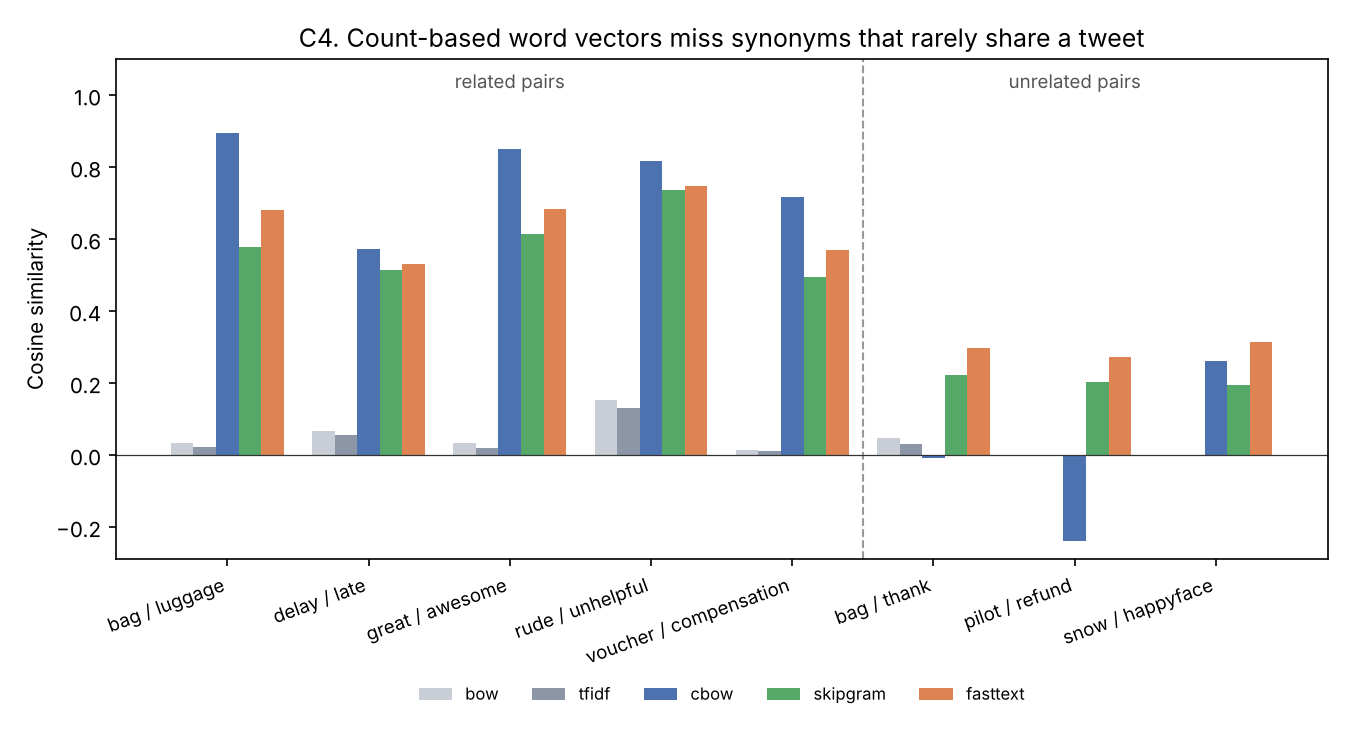 C4. Count-based word vectors miss synonyms that rarely share a tweet
related pairs
unrelated pairs
Cosine similarity
1.0
0.8
0.6
0.4
0.2
0.0
−0.2
bag / luggage
delay / late
great / awesome
rude / unhelpful
voucher / compensation
bag / thank
pilot / refund
snow / happyface
bow
tfidf
cbow
skipgram
fasttext